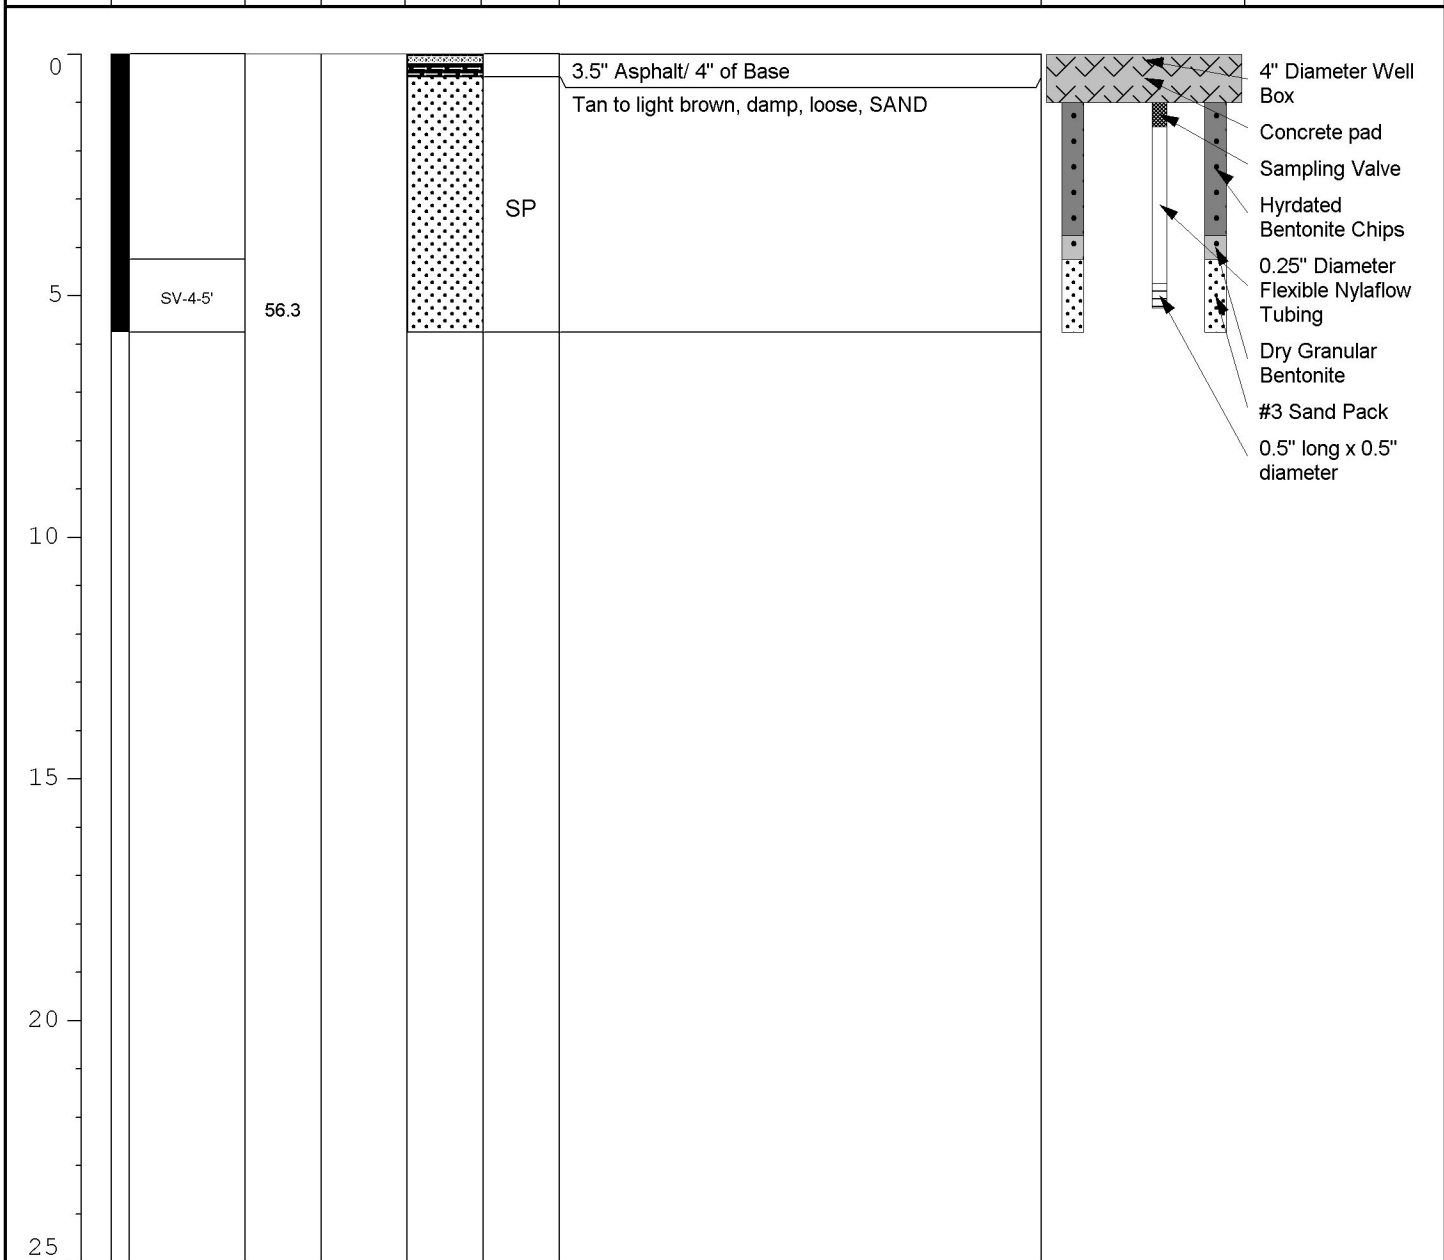 0
3.5" Asphalt/ 4" of Base
Tan to light brown, damp, loose, SAND
SP
SV-4-5'
5
56.3
10
15
20
25
4" Diameter Well
Box
Concrete pad
Sampling Valve
Hyrdated
Bentonite Chips
0.25" Diameter
Flexible Nylaflow
Tubing
Dry Granular
Bentonite
#3 Sand Pack
0.5" long x 0.5"
diameter